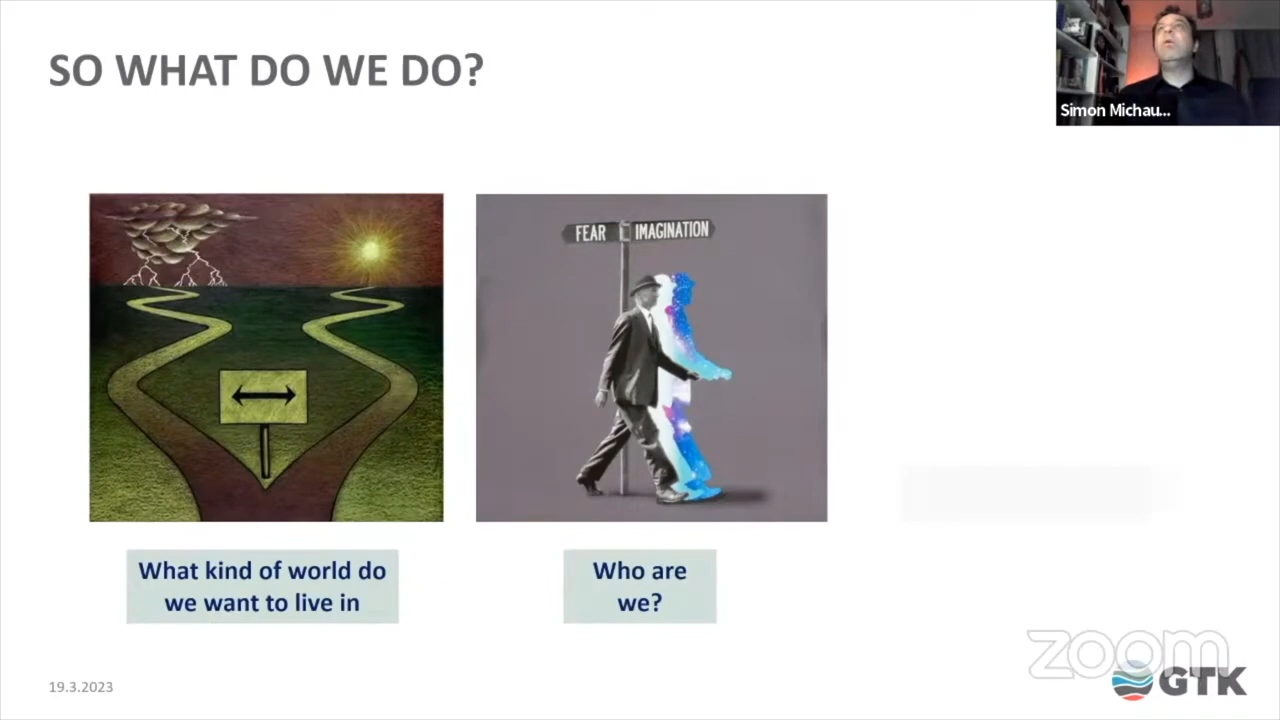 SO WHAT DO WE DO?
Simon Michau...
FEAR IMAGINATION
What kind of world do
we want to live in
Who are
we?
19.3.2023
zoom
GTK